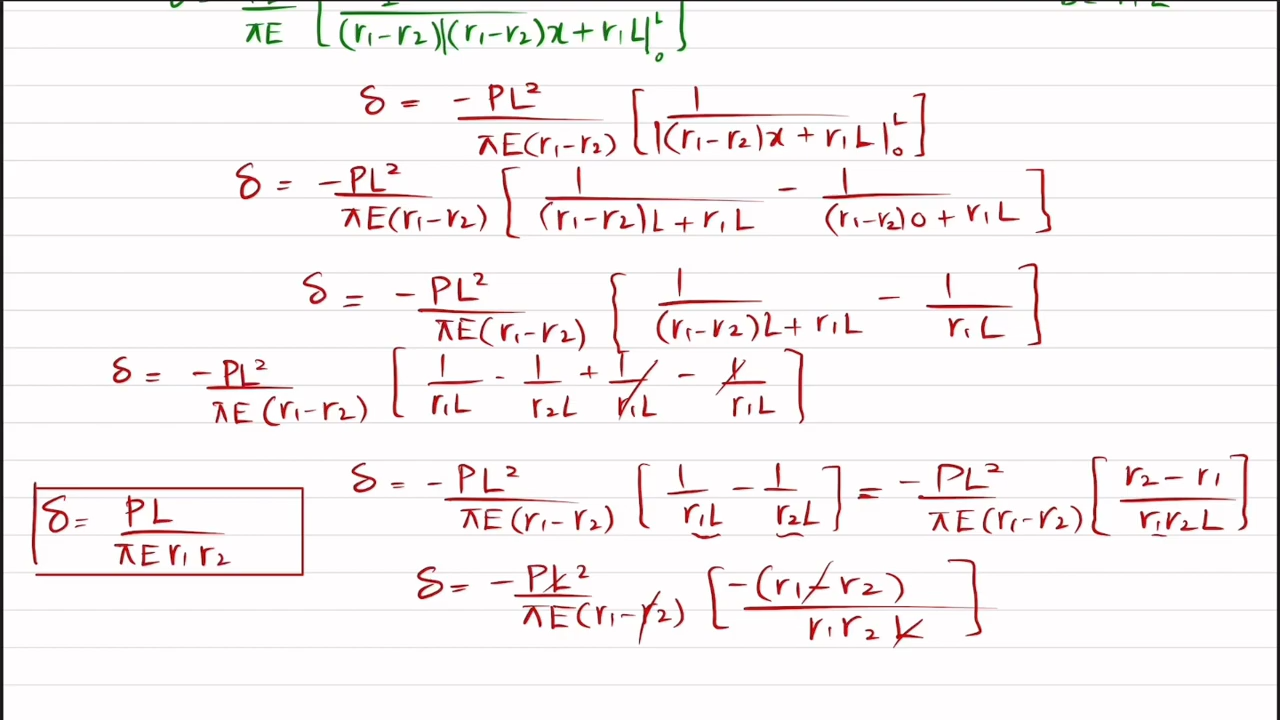 πE [ (r₁-r₂)|(r₁-r₂)x + r₁L|₀ᴸ ]
δ = -PL²/πE(r₁-r₂) [ 1/|(r₁-r₂)x + r₁L|₀ᴸ ]
δ = -PL²/πE(r₁-r₂) [ 1/(r₁-r₂)L + r₁L - 1/(r₁-r₂)0 + r₁L ]
δ = -PL²/πE(r₁-r₂) [ 1/(r₁-r₂)L + r₁L - 1/r₁L ]
δ = -PL²/πE(r₁-r₂) [ 1/r₁L - 1/r₂L + 1/r₁L - 1/r₁L ]
δ = -PL²/πE(r₁-r₂) [ 1/r₁L - 1/r₂L ] = -PL²/πE(r₁-r₂) [ r₂-r₁/r₁r₂L ]
δ = PL/πE r₁r₂
δ = -PL²/πE(r₁-r₂) [ -(r₁-r₂)/r₁r₂L ]